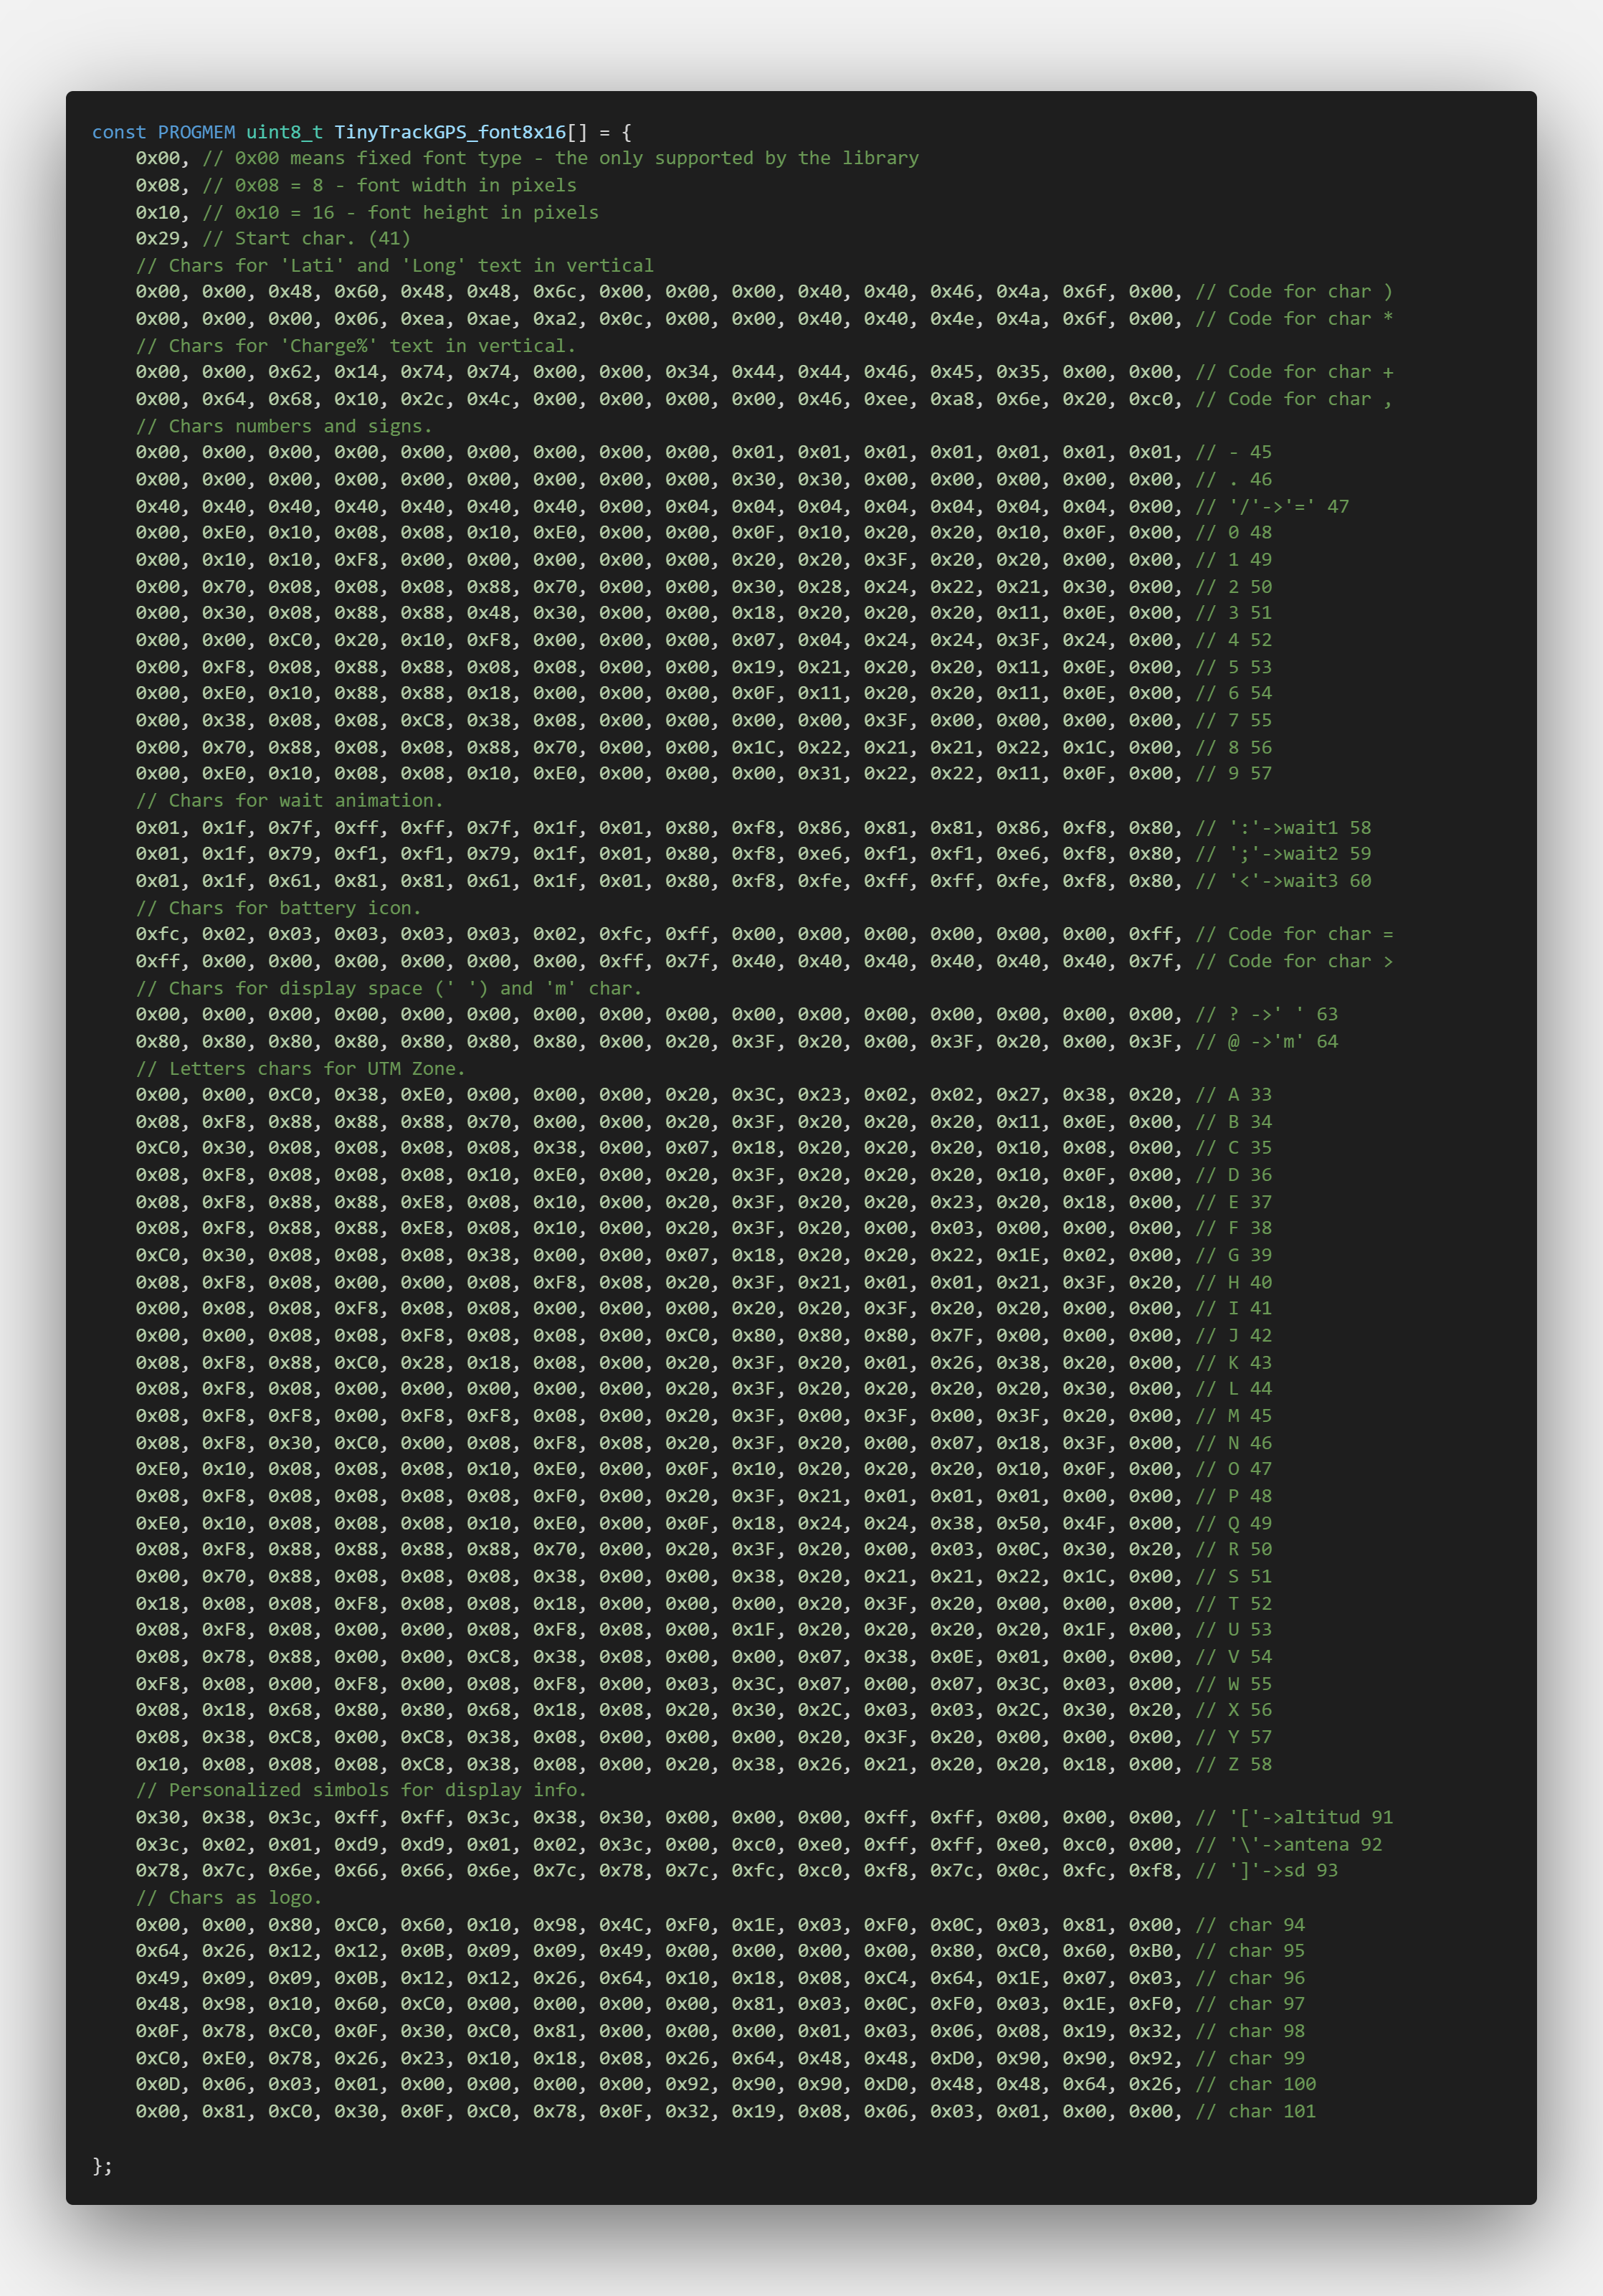 const PROGMEM uint8_t TinyTrackGPS_font8x16[] = {
0x00, // 0x00 means fixed font type - the only supported by the library
0x08, // 0x08 = 8 - font width in pixels
0x10, // 0x10 = 16 - font height in pixels
0x29, // Start char. (41)
// Chars for 'Lati' and 'Long' text in vertical
0x00, 0x00, 0x48, 0x60, 0x48, 0x48, 0x6c, 0x00, 0x00, 0x00, 0x40, 0x40, 0x46, 0x4a, 0x6f, 0x00, // Code for char )
0x00, 0x00, 0x00, 0x06, 0xea, 0xae, 0xa2, 0x0c, 0x00, 0x00, 0x40, 0x40, 0x4e, 0x4a, 0x6f, 0x00, // Code for char *
// Chars for 'Charge%' text in vertical.
0x00, 0x00, 0x62, 0x14, 0x74, 0x74, 0x00, 0x00, 0x34, 0x44, 0x44, 0x46, 0x45, 0x35, 0x00, 0x00, // Code for char +
0x00, 0x64, 0x68, 0x10, 0x2c, 0x4c, 0x00, 0x00, 0x00, 0x00, 0x46, 0xee, 0xa8, 0x6e, 0x20, 0xc0, // Code for char ,
// Chars numbers and signs.
0x00, 0x00, 0x00, 0x00, 0x00, 0x00, 0x00, 0x00, 0x00, 0x01, 0x01, 0x01, 0x01, 0x01, 0x01, 0x01, // - 45
0x00, 0x00, 0x00, 0x00, 0x00, 0x00, 0x00, 0x00, 0x00, 0x30, 0x30, 0x00, 0x00, 0x00, 0x00, 0x00, // . 46
0x40, 0x40, 0x40, 0x40, 0x40, 0x40, 0x40, 0x00, 0x04, 0x04, 0x04, 0x04, 0x04, 0x04, 0x04, 0x00, // '/'->'=' 47
0x00, 0xE0, 0x10, 0x08, 0x08, 0x10, 0xE0, 0x00, 0x00, 0x0F, 0x10, 0x20, 0x20, 0x10, 0x0F, 0x00, // 0 48
0x00, 0x10, 0x10, 0xF8, 0x00, 0x00, 0x00, 0x00, 0x00, 0x20, 0x20, 0x3F, 0x20, 0x20, 0x00, 0x00, // 1 49
0x00, 0x70, 0x08, 0x08, 0x08, 0x88, 0x70, 0x00, 0x00, 0x30, 0x28, 0x24, 0x22, 0x21, 0x30, 0x00, // 2 50
0x00, 0x30, 0x08, 0x88, 0x88, 0x48, 0x30, 0x00, 0x00, 0x18, 0x20, 0x20, 0x20, 0x11, 0x0E, 0x00, // 3 51
0x00, 0x00, 0xC0, 0x20, 0x10, 0xF8, 0x00, 0x00, 0x00, 0x07, 0x04, 0x24, 0x24, 0x3F, 0x24, 0x00, // 4 52
0x00, 0xF8, 0x08, 0x88, 0x88, 0x08, 0x08, 0x00, 0x00, 0x19, 0x21, 0x20, 0x20, 0x11, 0x0E, 0x00, // 5 53
0x00, 0xE0, 0x10, 0x88, 0x88, 0x18, 0x00, 0x00, 0x00, 0x0F, 0x11, 0x20, 0x20, 0x11, 0x0E, 0x00, // 6 54
0x00, 0x38, 0x08, 0x08, 0xC8, 0x38, 0x08, 0x00, 0x00, 0x00, 0x00, 0x3F, 0x00, 0x00, 0x00, 0x00, // 7 55
0x00, 0x70, 0x88, 0x08, 0x08, 0x88, 0x70, 0x00, 0x00, 0x1C, 0x22, 0x21, 0x21, 0x22, 0x1C, 0x00, // 8 56
0x00, 0xE0, 0x10, 0x08, 0x08, 0x10, 0xE0, 0x00, 0x00, 0x00, 0x31, 0x22, 0x22, 0x11, 0x0F, 0x00, // 9 57
// Chars for wait animation.
0x01, 0x1f, 0x7f, 0xff, 0xff, 0x7f, 0x1f, 0x01, 0x80, 0xf8, 0x86, 0x81, 0x81, 0x86, 0xf8, 0x80, // ':'->wait1 58
0x01, 0x1f, 0x79, 0xf1, 0xf1, 0x79, 0x1f, 0x01, 0x80, 0xf8, 0xe6, 0xf1, 0xf1, 0xe6, 0xf8, 0x80, // ';'->wait2 59
0x01, 0x1f, 0x61, 0x81, 0x81, 0x61, 0x1f, 0x01, 0x80, 0xf8, 0xfe, 0xff, 0xff, 0xfe, 0xf8, 0x80, // '<'->wait3 60
// Chars for battery icon.
0xfc, 0x02, 0x03, 0x03, 0x03, 0x03, 0x02, 0xfc, 0xff, 0x00, 0x00, 0x00, 0x00, 0x00, 0x00, 0xff, // Code for char =
0xff, 0x00, 0x00, 0x00, 0x00, 0x00, 0x00, 0xff, 0x7f, 0x40, 0x40, 0x40, 0x40, 0x40, 0x40, 0x7f, // Code for char >
// Chars for display space (' ') and 'm' char.
0x00, 0x00, 0x00, 0x00, 0x00, 0x00, 0x00, 0x00, 0x00, 0x00, 0x00, 0x00, 0x00, 0x00, 0x00, 0x00, // ? ->' ' 63
0x80, 0x80, 0x80, 0x80, 0x80, 0x80, 0x80, 0x00, 0x20, 0x3F, 0x20, 0x00, 0x3F, 0x20, 0x00, 0x3F, // @ ->'m' 64
// Letters chars for UTM Zone.
0x00, 0x00, 0xC0, 0x38, 0xE0, 0x00, 0x00, 0x00, 0x20, 0x3C, 0x23, 0x02, 0x02, 0x27, 0x38, 0x20, // A 33
0x08, 0xF8, 0x88, 0x88, 0x88, 0x70, 0x00, 0x00, 0x20, 0x3F, 0x20, 0x20, 0x20, 0x11, 0x0E, 0x00, // B 34
0xC0, 0x30, 0x08, 0x08, 0x08, 0x08, 0x38, 0x00, 0x07, 0x18, 0x20, 0x20, 0x20, 0x10, 0x08, 0x00, // C 35
0x08, 0xF8, 0x08, 0x08, 0x08, 0x10, 0xE0, 0x00, 0x20, 0x3F, 0x20, 0x20, 0x20, 0x10, 0x0F, 0x00, // D 36
0x08, 0xF8, 0x88, 0x88, 0xE8, 0x08, 0x10, 0x00, 0x20, 0x3F, 0x20, 0x20, 0x23, 0x20, 0x18, 0x00, // E 37
0x08, 0xF8, 0x88, 0x88, 0xE8, 0x08, 0x10, 0x00, 0x20, 0x3F, 0x20, 0x00, 0x03, 0x00, 0x00, 0x00, // F 38
0xC0, 0x30, 0x08, 0x08, 0x08, 0x38, 0x00, 0x00, 0x07, 0x18, 0x20, 0x20, 0x22, 0x1E, 0x02, 0x00, // G 39
0x08, 0xF8, 0x08, 0x00, 0x00, 0x08, 0xF8, 0x08, 0x20, 0x3F, 0x21, 0x01, 0x01, 0x21, 0x3F, 0x20, // H 40
0x00, 0x08, 0x08, 0xF8, 0x08, 0x08, 0x00, 0x00, 0x00, 0x20, 0x20, 0x3F, 0x20, 0x20, 0x00, 0x00, // I 41
0x00, 0x00, 0x08, 0x08, 0xF8, 0x08, 0x08, 0x00, 0xC0, 0x80, 0x80, 0x80, 0x7F, 0x00, 0x00, 0x00, // J 42
0x08, 0xF8, 0x88, 0xC0, 0x28, 0x18, 0x08, 0x00, 0x20, 0x3F, 0x20, 0x01, 0x26, 0x38, 0x20, 0x00, // K 43
0x08, 0xF8, 0x08, 0x00, 0x00, 0x00, 0x00, 0x00, 0x20, 0x3F, 0x20, 0x20, 0x20, 0x20, 0x30, 0x00, // L 44
0x08, 0xF8, 0xF8, 0x00, 0xF8, 0xF8, 0x08, 0x00, 0x20, 0x3F, 0x00, 0x3F, 0x00, 0x3F, 0x20, 0x00, // M 45
0x08, 0xF8, 0x30, 0xC0, 0x00, 0x08, 0xF8, 0x08, 0x20, 0x3F, 0x20, 0x00, 0x07, 0x18, 0x3F, 0x00, // N 46
0xE0, 0x10, 0x08, 0x08, 0x08, 0x10, 0xE0, 0x00, 0x0F, 0x10, 0x20, 0x20, 0x20, 0x10, 0x0F, 0x00, // O 47
0x08, 0xF8, 0x08, 0x08, 0x08, 0x08, 0xF0, 0x00, 0x20, 0x3F, 0x21, 0x01, 0x01, 0x01, 0x00, 0x00, // P 48
0xE0, 0x10, 0x08, 0x08, 0x08, 0x10, 0xE0, 0x00, 0x0F, 0x18, 0x24, 0x24, 0x38, 0x50, 0x4F, 0x00, // Q 49
0x08, 0xF8, 0x88, 0x88, 0x88, 0x88, 0x70, 0x00, 0x20, 0x3F, 0x20, 0x00, 0x03, 0x0C, 0x30, 0x20, // R 50
0x00, 0x70, 0x88, 0x08, 0x08, 0x08, 0x38, 0x00, 0x00, 0x38, 0x20, 0x21, 0x21, 0x22, 0x1C, 0x00, // S 51
0x18, 0x08, 0x08, 0xF8, 0x08, 0x08, 0x18, 0x00, 0x00, 0x00, 0x20, 0x3F, 0x20, 0x00, 0x00, 0x00, // T 52
0x08, 0xF8, 0x08, 0x00, 0x00, 0x08, 0xF8, 0x08, 0x00, 0x1F, 0x20, 0x20, 0x20, 0x20, 0x1F, 0x00, // U 53
0x08, 0x78, 0x88, 0x00, 0x00, 0xC8, 0x38, 0x08, 0x00, 0x00, 0x07, 0x38, 0x0E, 0x01, 0x00, 0x00, // V 54
0xF8, 0x08, 0x00, 0xF8, 0x00, 0x08, 0xF8, 0x00, 0x03, 0x3C, 0x07, 0x00, 0x07, 0x3C, 0x03, 0x00, // W 55
0x08, 0x18, 0x68, 0x80, 0x80, 0x68, 0x18, 0x08, 0x20, 0x30, 0x2C, 0x03, 0x03, 0x2C, 0x30, 0x20, // X 56
0x08, 0x38, 0xC8, 0x00, 0xC8, 0x38, 0x08, 0x00, 0x00, 0x00, 0x20, 0x3F, 0x20, 0x00, 0x00, 0x00, // Y 57
0x10, 0x08, 0x08, 0x08, 0xC8, 0x38, 0x08, 0x00, 0x20, 0x38, 0x26, 0x21, 0x20, 0x20, 0x18, 0x00, // Z 58
// Personalized simbols for display info.
0x30, 0x38, 0x3c, 0xff, 0xff, 0x3c, 0x38, 0x30, 0x00, 0x00, 0x00, 0xff, 0xff, 0x00, 0x00, 0x00, // '['->altitud 91
0x3c, 0x02, 0x01, 0xd9, 0xd9, 0x01, 0x02, 0x3c, 0x00, 0xc0, 0xe0, 0xff, 0xff, 0xe0, 0xc0, 0x00, // '\'->antena 92
0x78, 0x7c, 0x6e, 0x66, 0x66, 0x6e, 0x7c, 0x78, 0x7c, 0xfc, 0xc0, 0xf8, 0x7c, 0x0c, 0xfc, 0xf8, // ']'->sd 93
// Chars as logo.
0x00, 0x00, 0x80, 0xC0, 0x60, 0x10, 0x98, 0x4C, 0xF0, 0x1E, 0x03, 0xF0, 0x0C, 0x03, 0x81, 0x00, // char 94
0x64, 0x26, 0x12, 0x12, 0x0B, 0x09, 0x09, 0x49, 0x00, 0x00, 0x00, 0x00, 0x80, 0xC0, 0x60, 0xB0, // char 95
0x49, 0x09, 0x09, 0x0B, 0x12, 0x12, 0x26, 0x64, 0x10, 0x18, 0x08, 0xC4, 0x64, 0x1E, 0x07, 0x03, // char 96
0x48, 0x98, 0x10, 0x60, 0xC0, 0x00, 0x00, 0x00, 0x00, 0x81, 0x03, 0x0C, 0xF0, 0x03, 0x1E, 0xF0, // char 97
0x0F, 0x78, 0xC0, 0x0F, 0x30, 0xC0, 0x81, 0x00, 0x00, 0x00, 0x01, 0x03, 0x06, 0x08, 0x19, 0x32, // char 98
0xC0, 0xE0, 0x78, 0x26, 0x23, 0x10, 0x18, 0x08, 0x26, 0x64, 0x48, 0x48, 0xD0, 0x90, 0x90, 0x92, // char 99
0x0D, 0x06, 0x03, 0x01, 0x00, 0x00, 0x00, 0x00, 0x92, 0x90, 0x90, 0xD0, 0x48, 0x48, 0x64, 0x26, // char 100
0x00, 0x81, 0xC0, 0x30, 0x0F, 0xC0, 0x78, 0x0F, 0x32, 0x19, 0x08, 0x06, 0x03, 0x01, 0x00, 0x00, // char 101
};